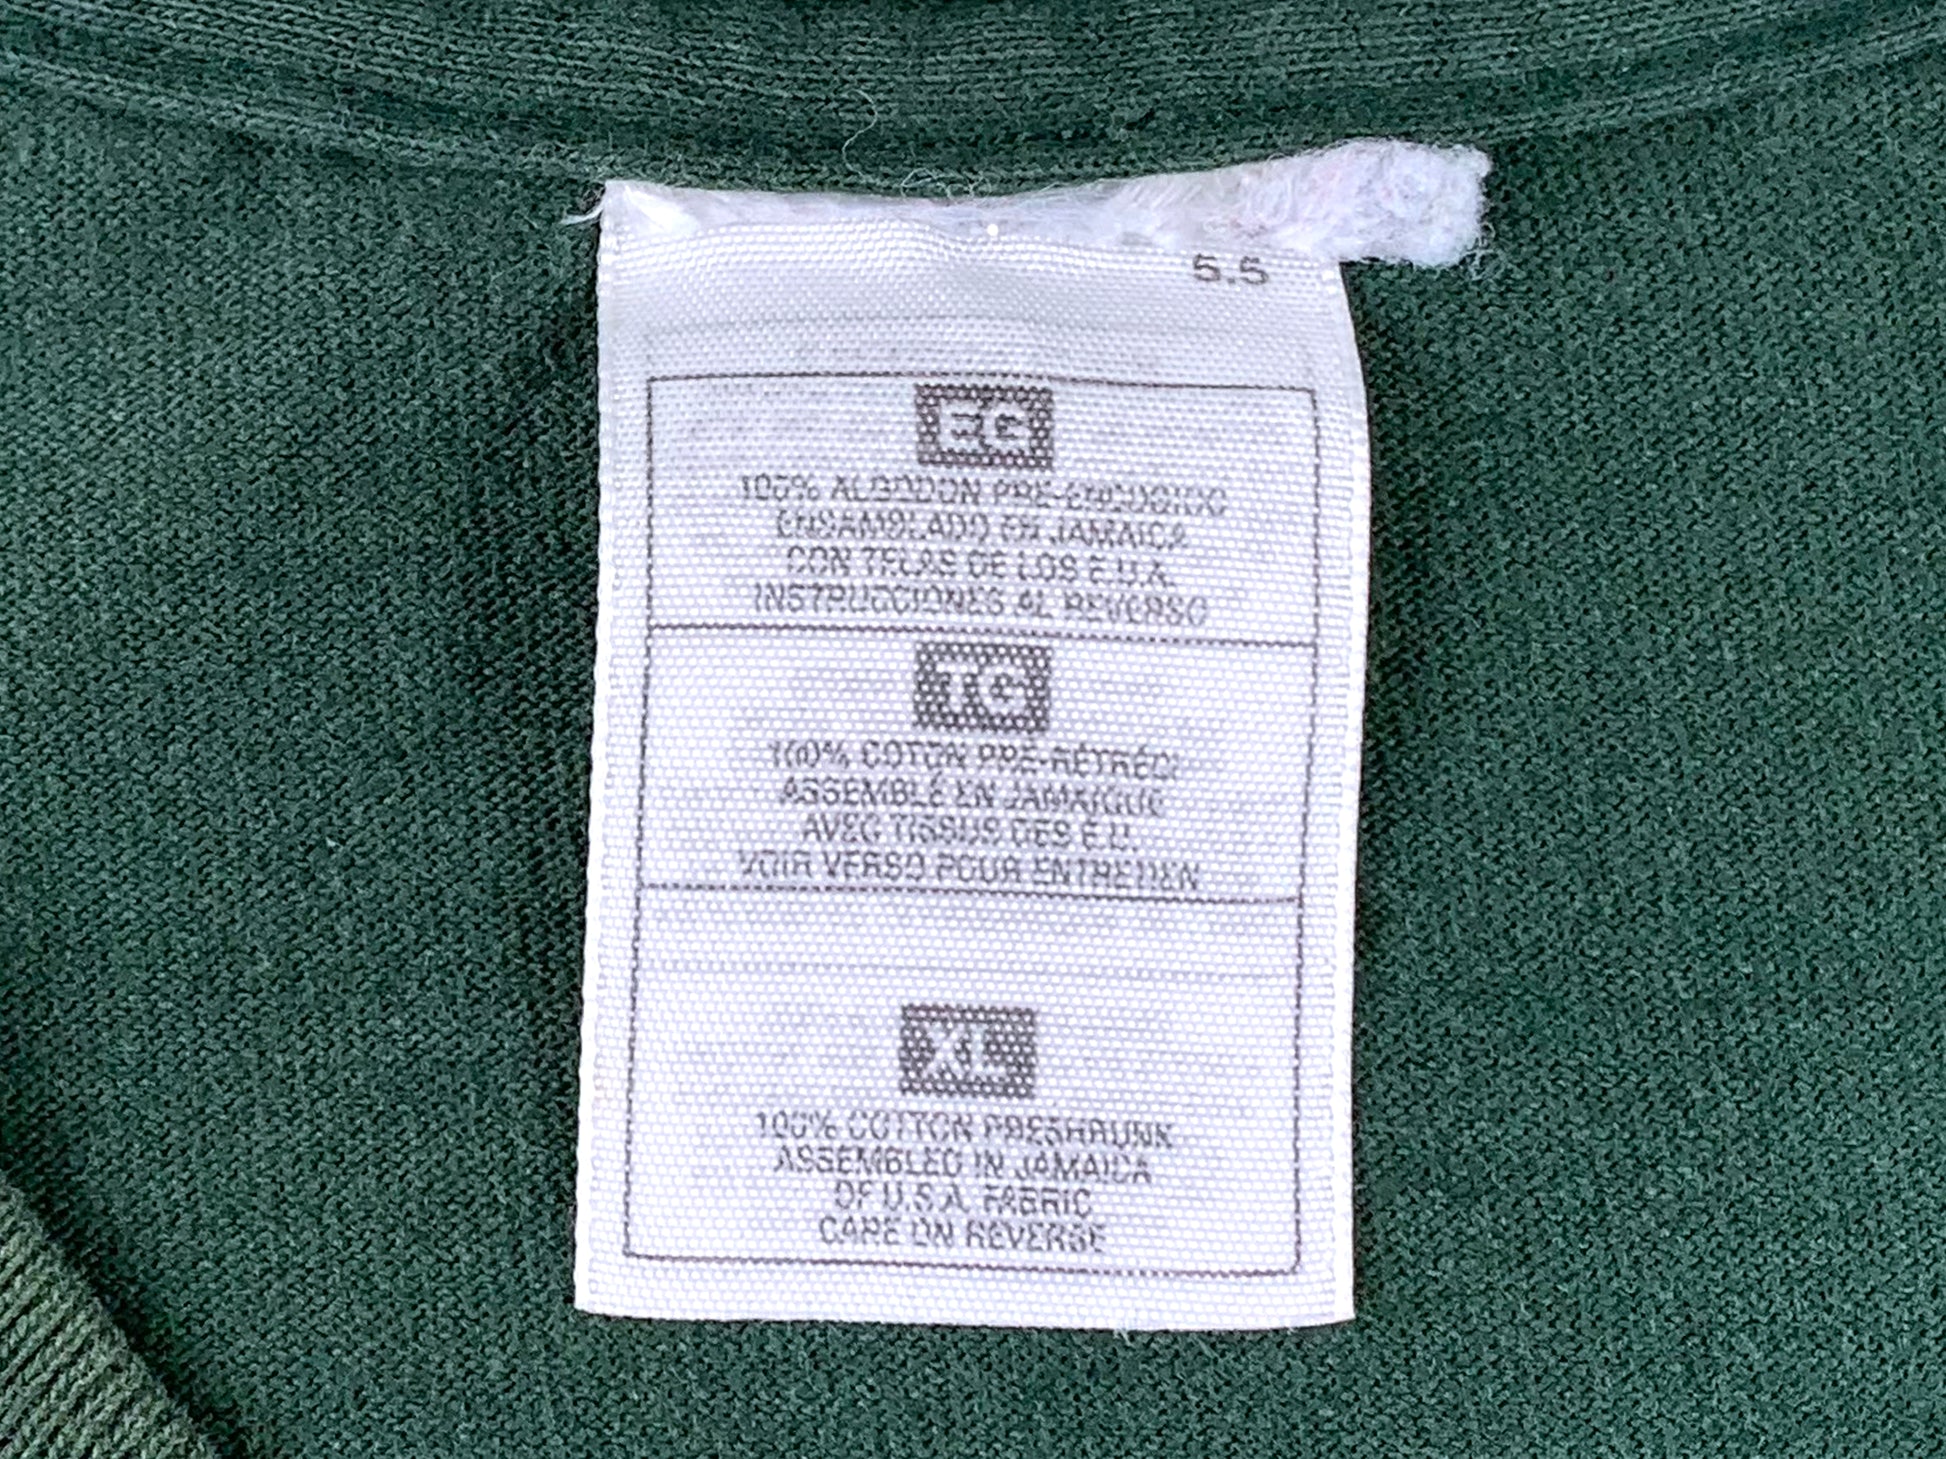 5.5
EG
100% ALGODON PRE-ENCOGIDO
ENSAMBLADO EN JAMAICA
CON TELAS DE LOS E.U.A.
INSTRUCCIONES AL REVERSO
TG
100% COTON PRÉ-RÉTRÉCI
ASSEMBLÉ EN JAMAIQUE
AVEC TISSUS DES É.U.
VOIR VERSO POUR ENTRETIEN
XL
100% COTTON PRESHRUNK
ASSEMBLED IN JAMAICA
OF U.S.A. FABRIC
CARE ON REVERSE